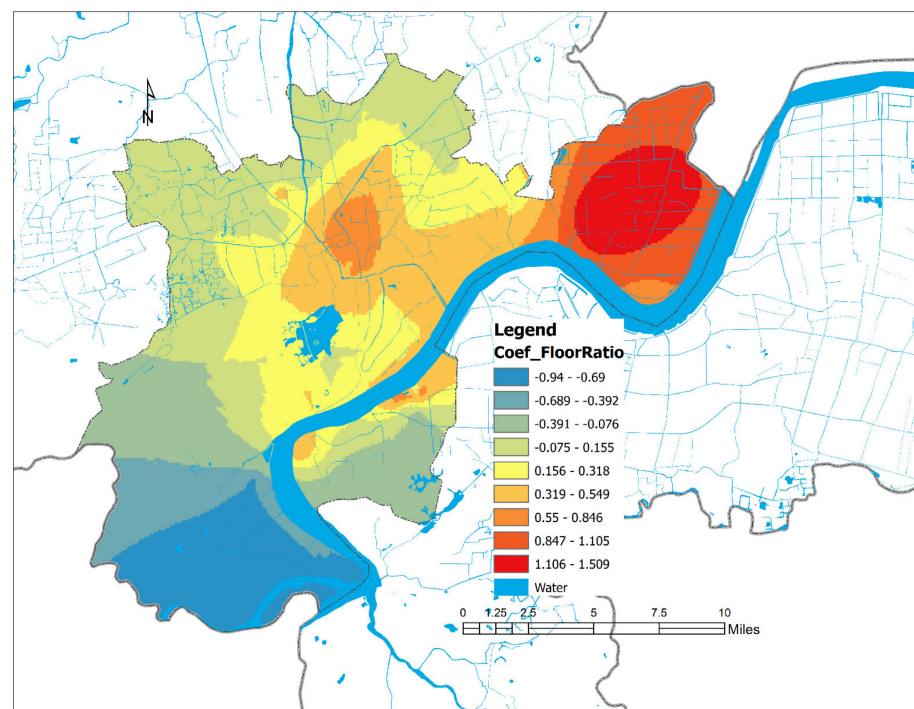 N
Legend
Coef_FloorRatio
-0.94 - -0.69
-0.689 - -0.392
-0.391 - -0.076
-0.075 - 0.155
0.156 - 0.318
0.319 - 0.549
0.55 - 0.846
0.847 - 1.105
1.106 - 1.509
Water
0 1.25 2.5 5 7.5 10
Miles